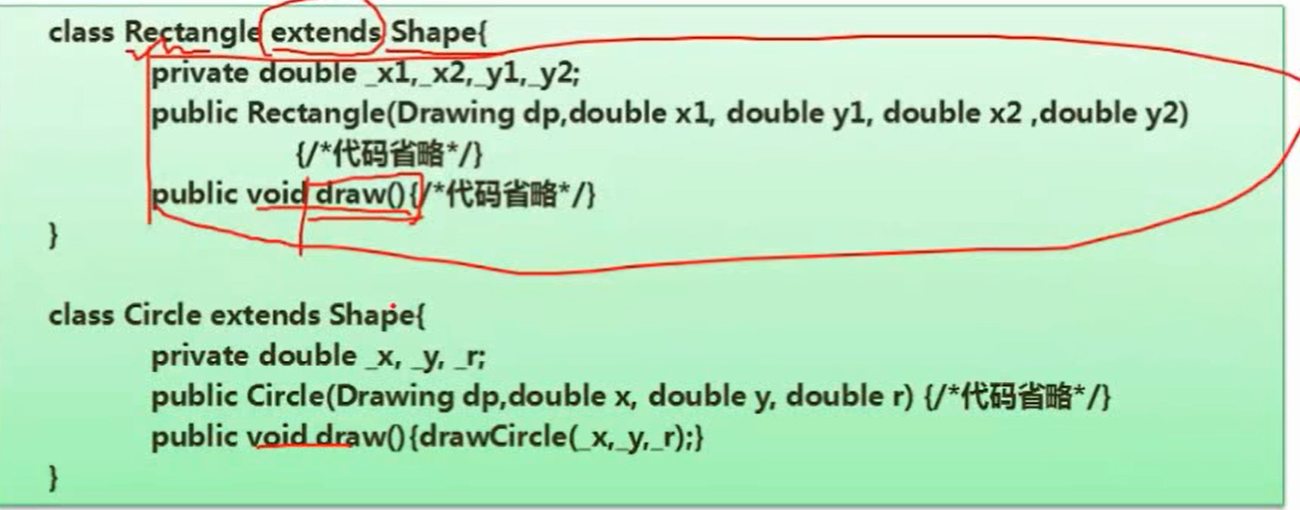 class Rectangle extends Shape{
private double _x1,_x2,_y1,_y2;
public Rectangle(Drawing dp,double x1, double y1, double x2 ,double y2)
{/*代码省略*/}
public void draw(){/*代码省略*/}
}
class Circle extends Shape{
private double _x, _y, _r;
public Circle(Drawing dp,double x, double y, double r) {/*代码省略*/}
public void draw(){drawCircle(_x,_y,_r);}
}